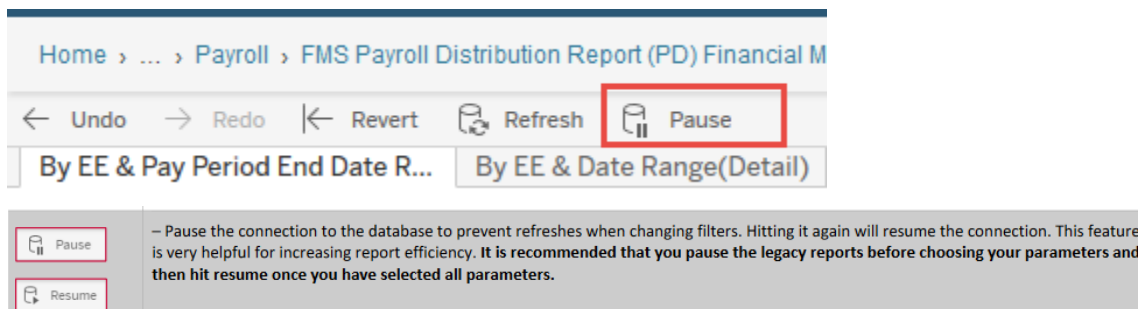 Home › ... › Payroll › FMS Payroll Distribution Report (PD) Financial M
← Undo → Redo |← Revert Refresh Pause
By EE & Pay Period End Date R... By EE & Date Range(Detail)
Pause
– Pause the connection to the database to prevent refreshes when changing filters. Hitting it again will resume the connection. This feature
is very helpful for increasing report efficiency. It is recommended that you pause the legacy reports before choosing your parameters and
then hit resume once you have selected all parameters.
Resume